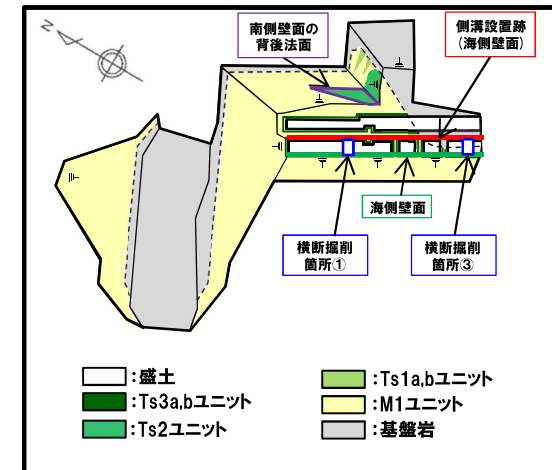 N
南側壁面の
背後法面
側溝設置跡
(海側壁面)
海側壁面
横断掘削
箇所①
横断掘削
箇所③
:盛土
:Ts3a,bユニット
:Ts2ユニット
:Ts1a,bユニット
:M1ユニット
:基盤岩